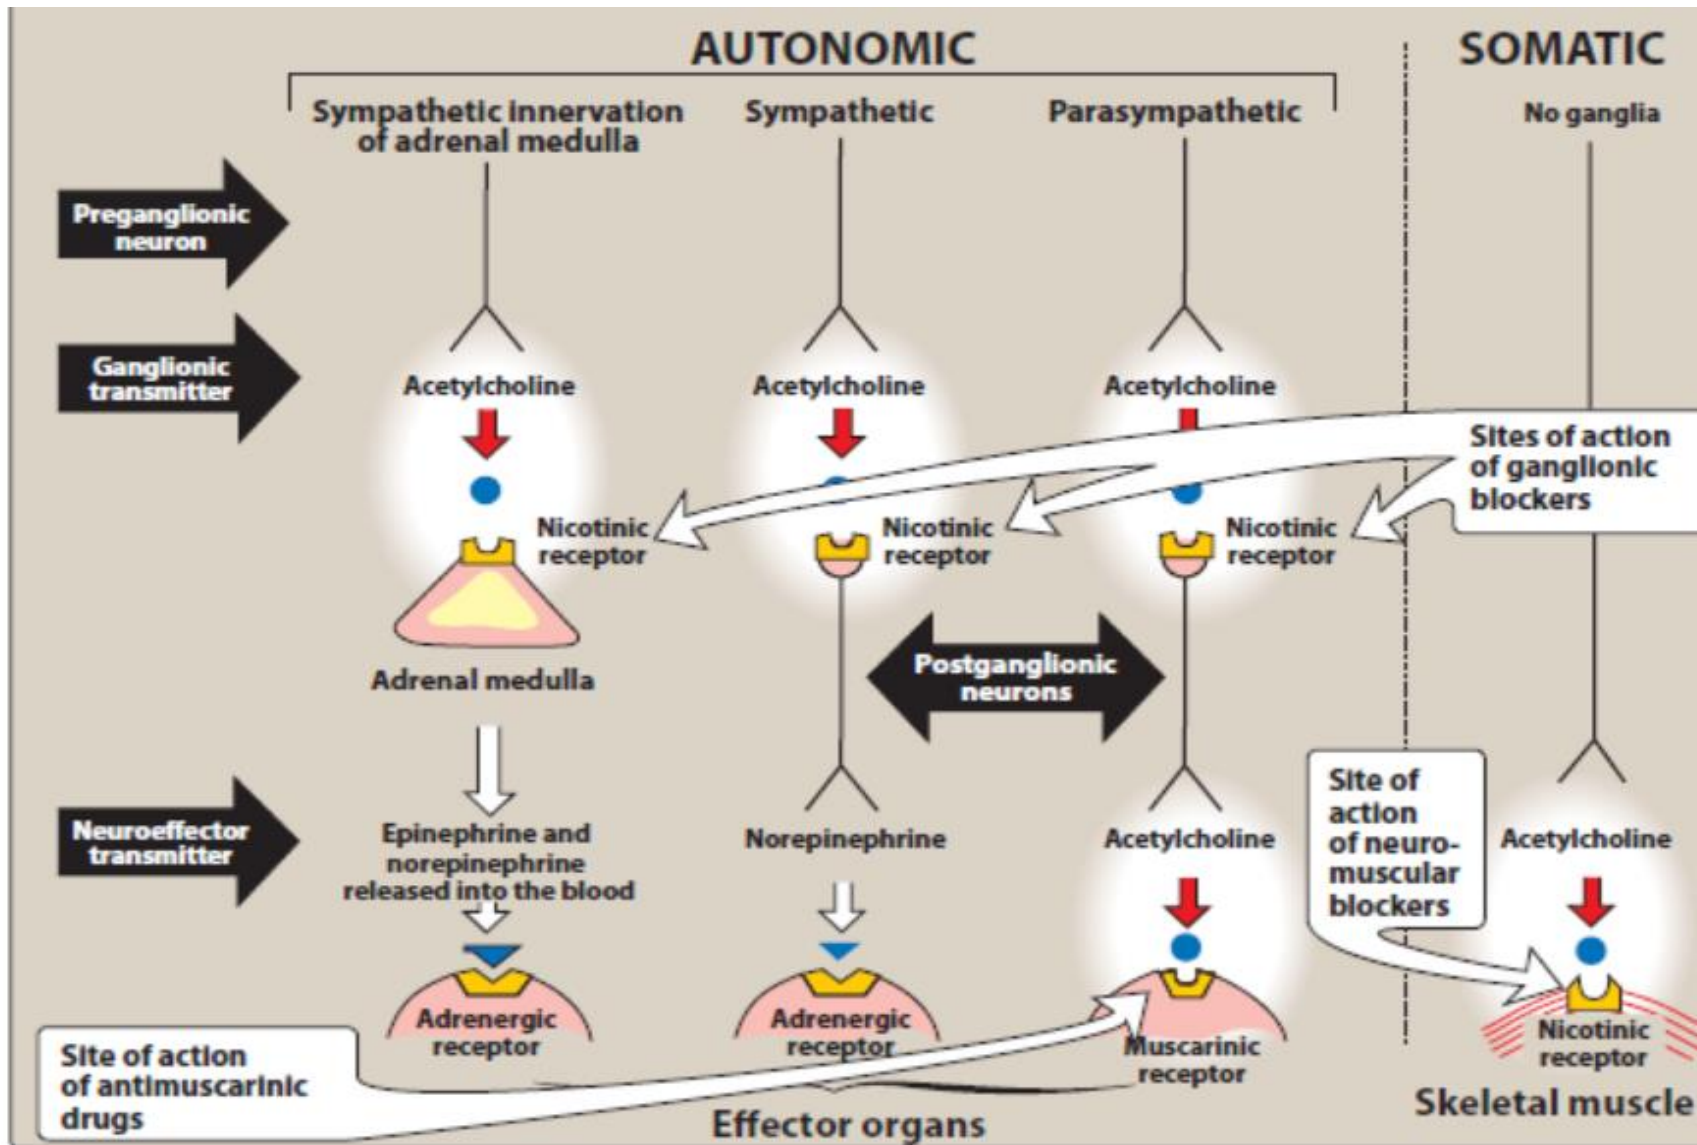 AUTONOMIC
SOMATIC
Sympathetic innervation
of adrenal medulla
Sympathetic
Parasympathetic
No ganglia
Preganglionic
neuron
Ganglionic
transmitter
Acetylcholine
Acetylcholine
Acetylcholine
Sites of action
of ganglionic
blockers
Nicotinic
receptor
Nicotinic
receptor
Nicotinic
receptor
Adrenal medulla
Postganglionic
neurons
Neuroeffector
transmitter
Epinephrine and
norepinephrine
released into the blood
Norepinephrine
Acetylcholine
Site of
action
of neuro-
muscular
blockers
Acetylcholine
Adrenergic
receptor
Adrenergic
receptor
Muscarinic
receptor
Nicotinic
receptor
Site of action
of antimuscarinic
drugs
Effector organs
Skeletal muscle